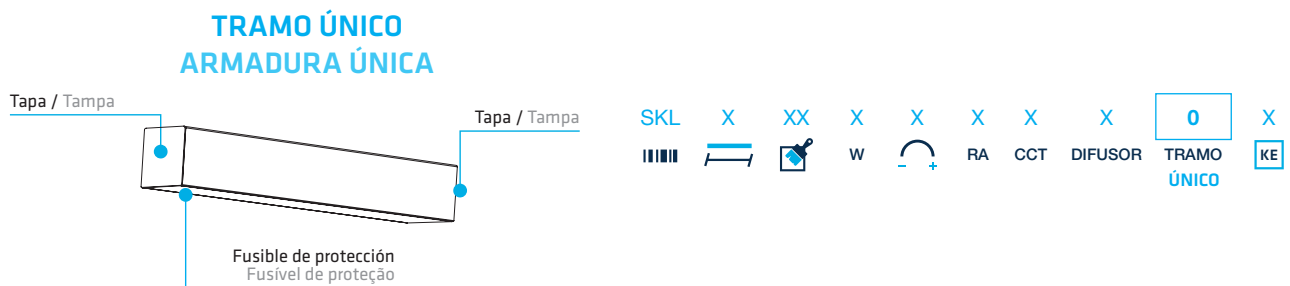 TRAMO ÚNICO
ARMADURA ÚNICA
Tapa / Tampa
Tapa / Tampa
Fusible de protección
Fusível de proteção
SKL X XX X X X X X 0 X
W RA CCT DIFUSOR TRAMO KE
- +
ÚNICO